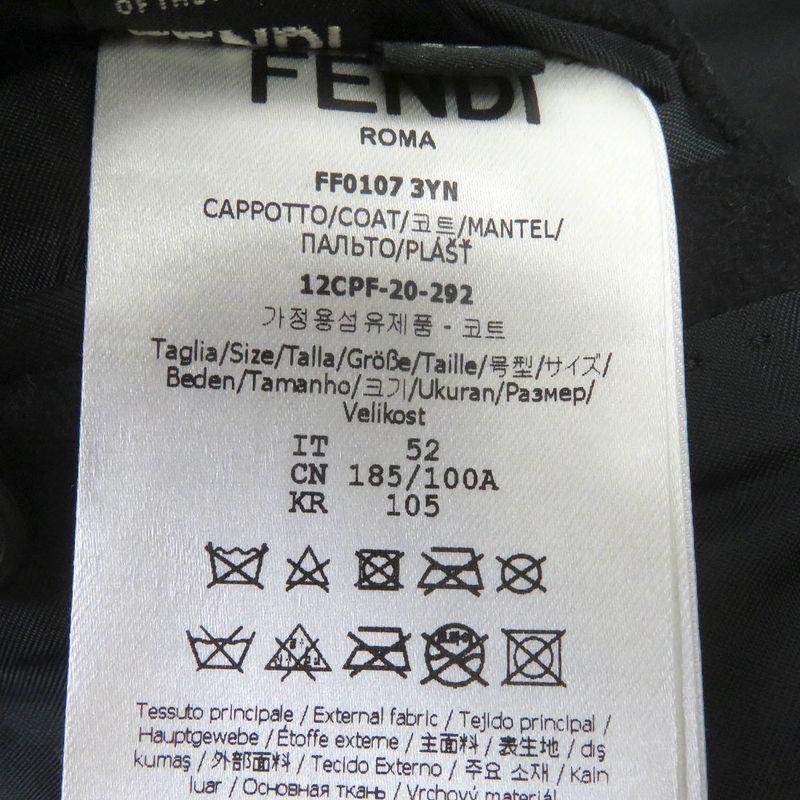 FENDI
ROMA
FF0107 3YN
CAPPOTTO/COAT/코트/MANTEL/
ПАЛЬТО/PLÁŠŤ
12CPF-20-292
가정용섬유제품 - 코트
Taglia/Size/Talla/Größe/Taille/号型/サイズ/
Beden/Tamanho/크기/Ukuran/Размер/
Velikost
IT 52
CN 185/100A
KR 105
Tessuto principale / External fabric / Tejido principal /
Hauptgewebe / Étoffe externe / 主面料 / 表生地 / dış
kumaş / 外部面料 / Tecido Externo / 주요 소재 / Kain
luar / Основная ткань / Vrchový materiál